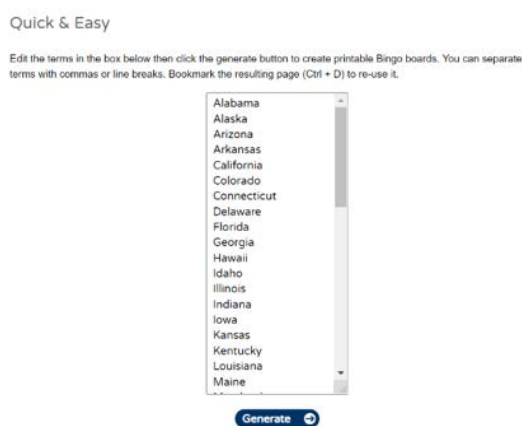 Quick & Easy
Edit the terms in the box below then click the generate button to create printable Bingo boards. You can separate
terms with commas or line breaks. Bookmark the resulting page (Ctrl + D) to re-use it.
Alabama
Alaska
Arizona
Arkansas
California
Colorado
Connecticut
Delaware
Florida
Georgia
Hawaii
Idaho
Illinois
Indiana
Iowa
Kansas
Kentucky
Louisiana
Maine
Generate